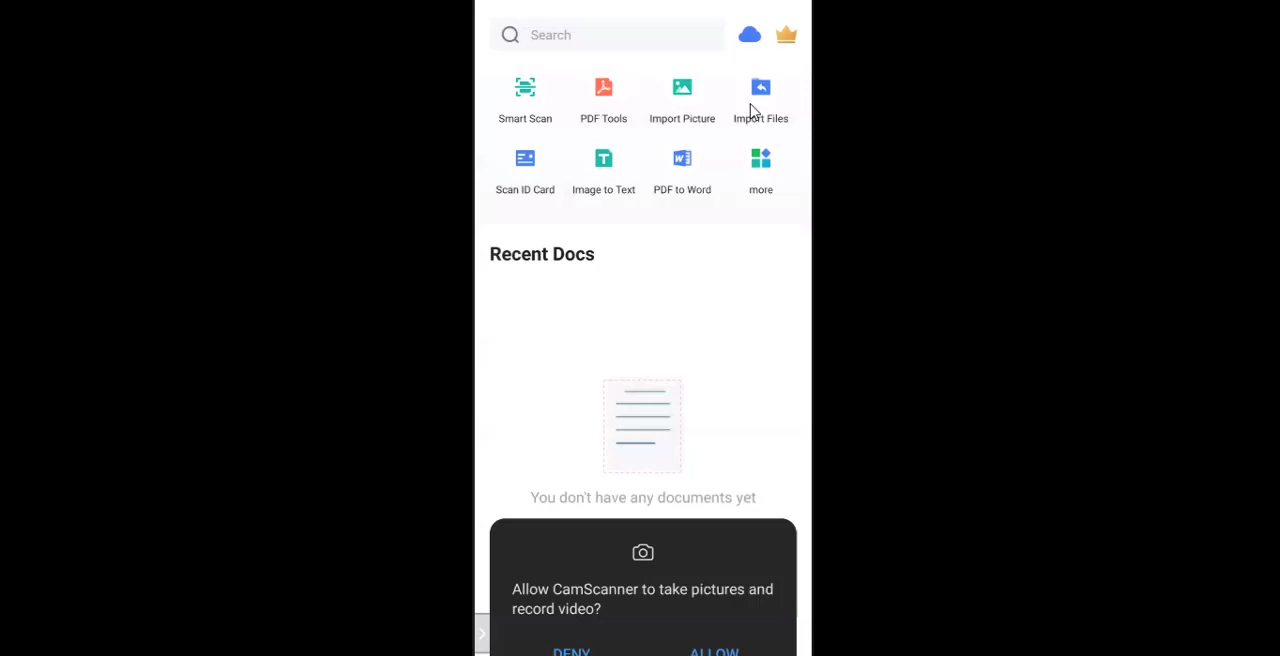 Search
Smart Scan PDF Tools Import Picture Import Files
Scan ID Card Image to Text PDF to Word more
Recent Docs
You don't have any documents yet
Allow CamScanner to take pictures and
record video?
DENY ALLOW